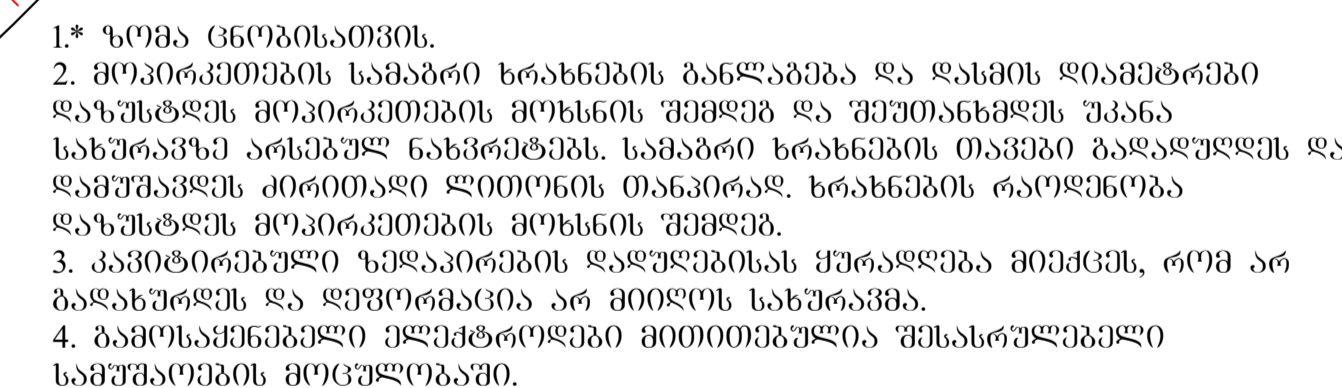 1.* ზომა ცნობისათვის.
2. მოპირკეთების სამაგრი ხრახნების განლაგება და დასმის დიამეტრები
დაზუსტდეს მოპირკეთების მოხსნის შემდეგ და შეუთანხმდეს უკანა
სახურავზე არსებულ ნახვრეტებს. სამაგრი ხრახნების თავები გადადუღდეს და
დამუშავდეს ძირითადი ლითონის თანპირად. ხრახნების რაოდენობა
დაზუსტდეს მოპირკეთების მოხსნის შემდეგ.
3. კავიტირებული ზედაპირების დადუღებისას ყურადღება მიექცეს, რომ არ
გადახურდეს და დეფორმაცია არ მიიღოს სახურავმა.
4. გამოსაყენებელი ელექტროდები მითითებულია შესასრულებელი
სამუშაოების მოცულობაში.